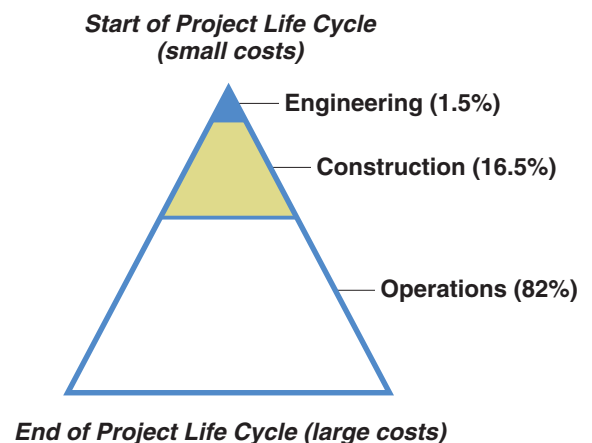 Start of Project Life Cycle
(small costs)
Engineering (1.5%)
Construction (16.5%)
Operations (82%)
End of Project Life Cycle (large costs)